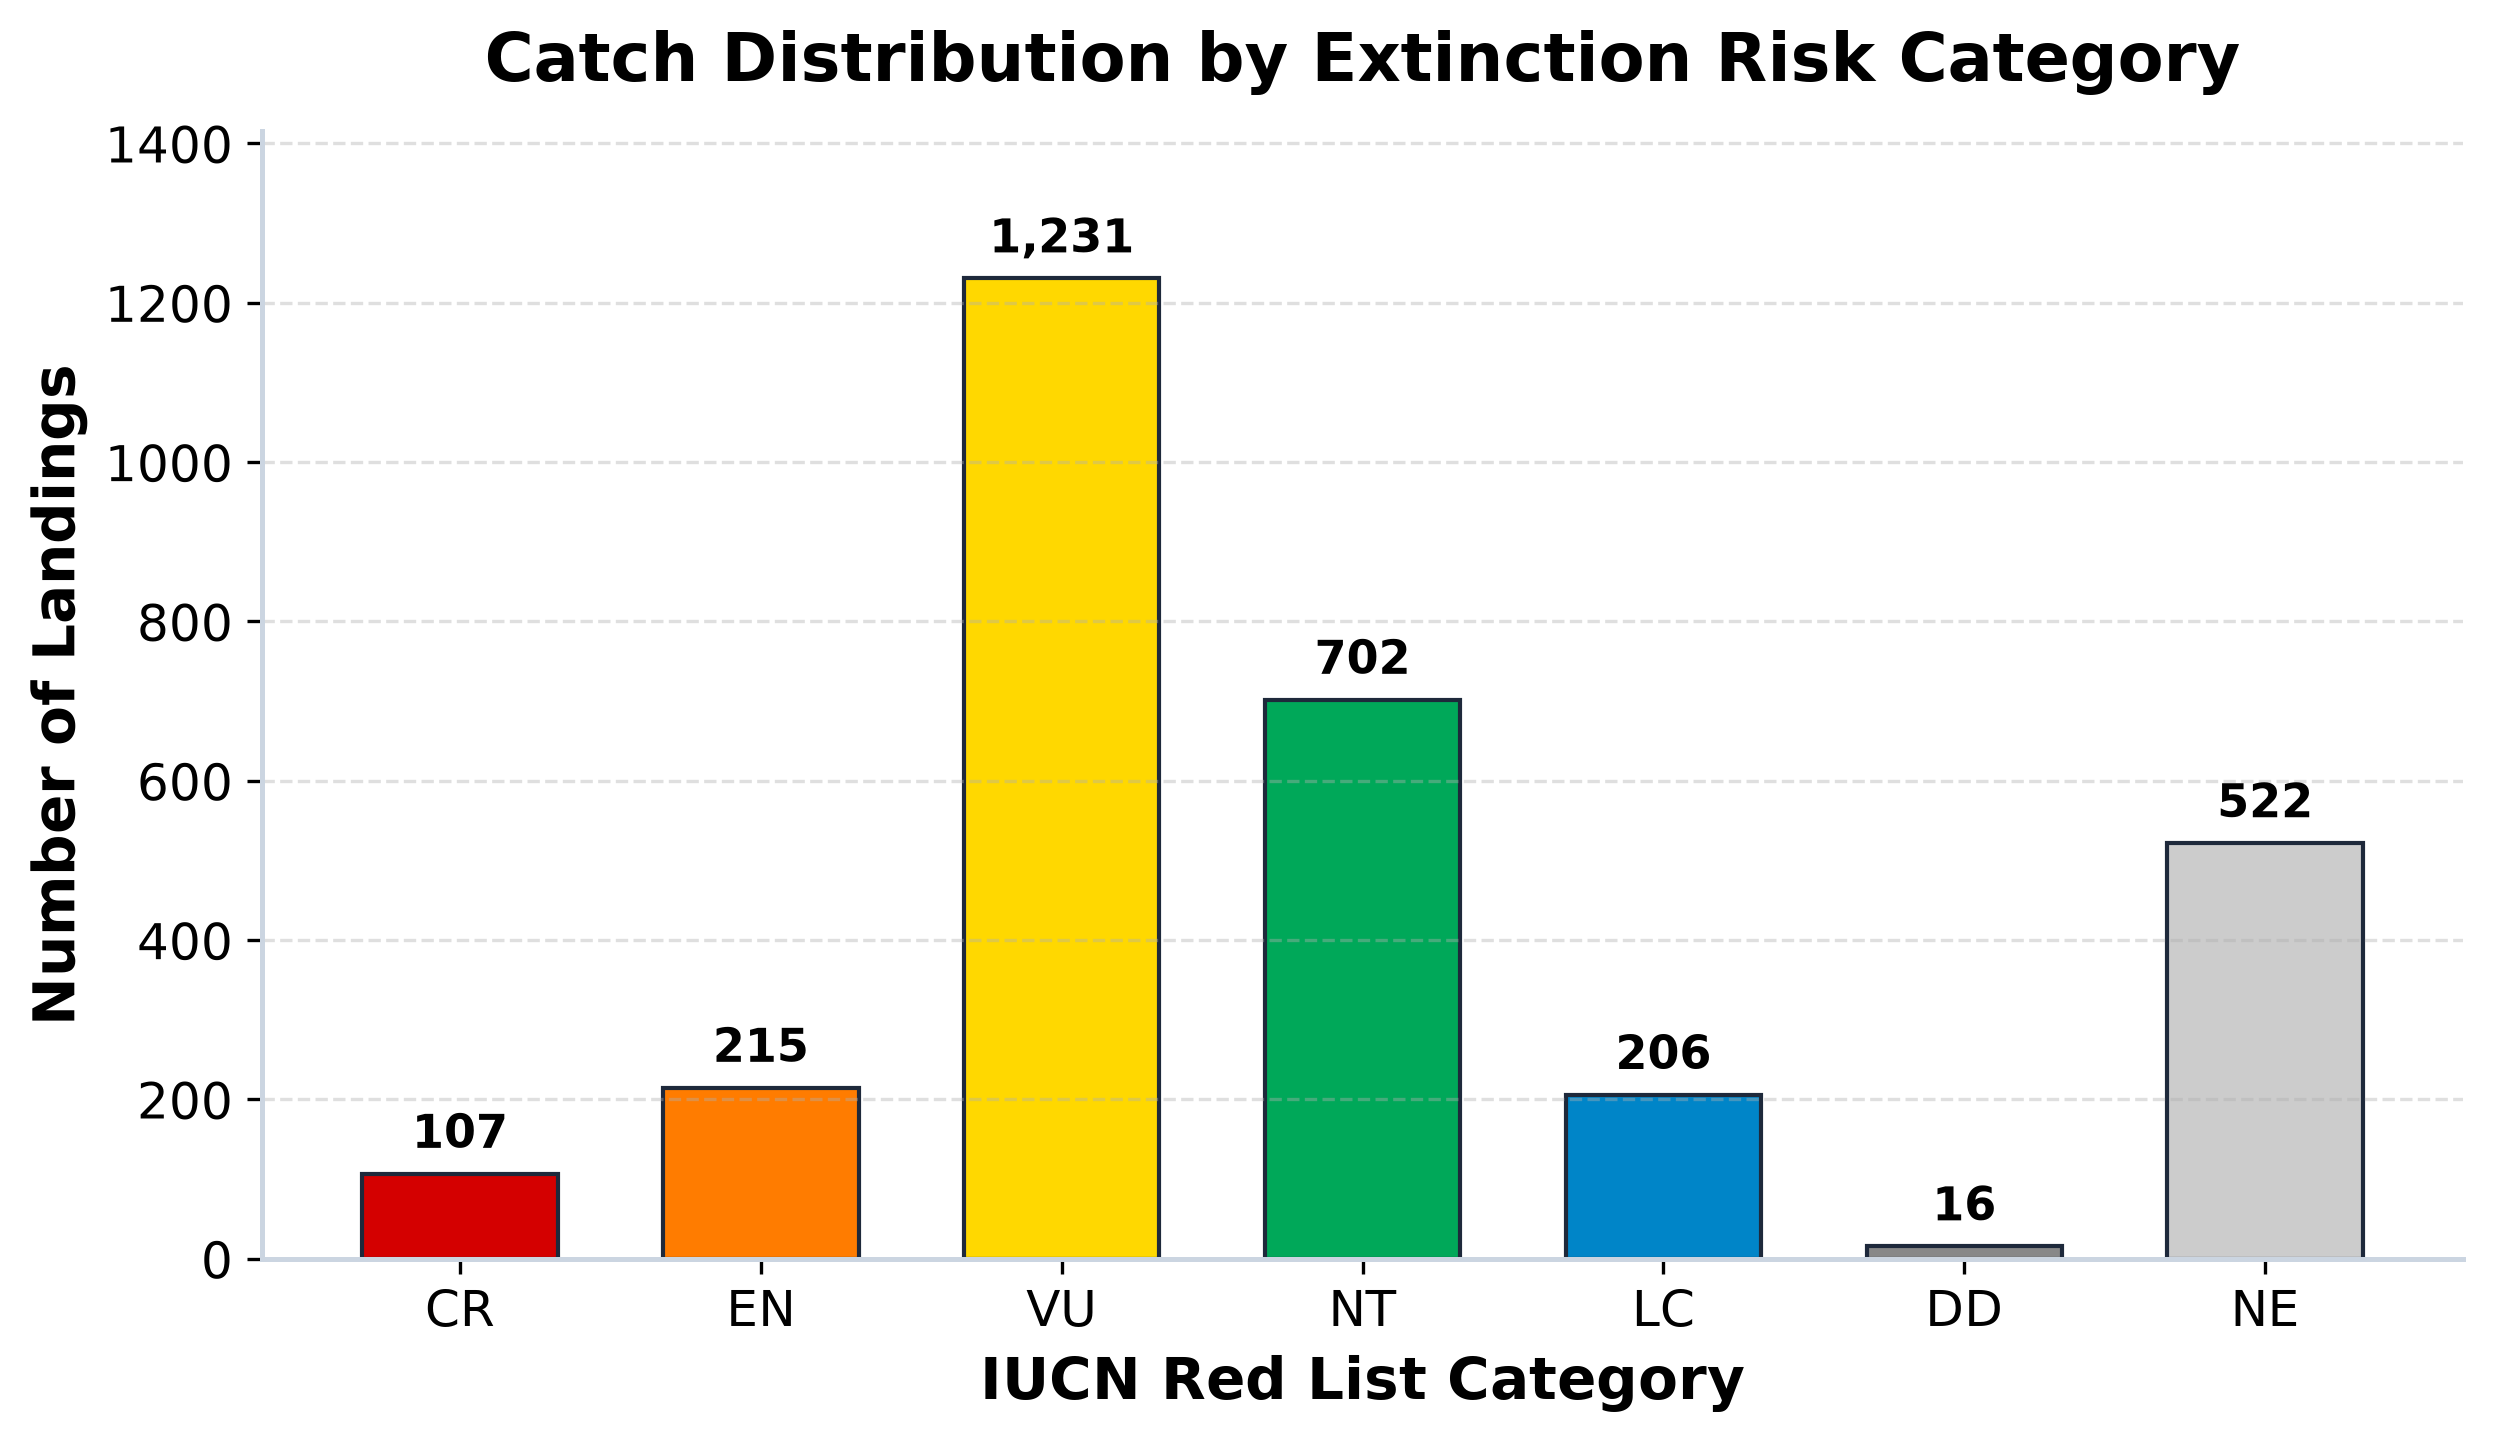 Catch Distribution by Extinction Risk Category
Number of Landings
1400
1200
1000
800
600
400
200
0
107
215
1,231
702
206
16
522
CR
EN
VU
NT
LC
DD
NE
IUCN Red List Category